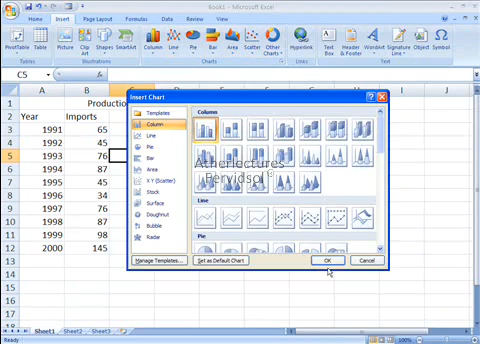 Book1 - Microsoft Excel
Home Insert Page Layout Formulas Data Review View
PivotTable Table Picture Clip Art Shapes SmartArt Column Line Pie Bar Area Scatter Other Charts Hyperlink Text Box Header & Footer WordArt Signature Line Object Symbol
Tables Illustrations Charts Links Text
C5 fx
A B H I J
1 Productio
2 Year Imports
3 1991 65
4 1992 45
5 1993 76
6 1994 87
7 1995 45
8 1996 34
9 1997 76
10 1998 87
11 1999 98
12 2000 145
13
14
15
16
17
18
Insert Chart
Templates
Column
Line
Pie
Bar
Area
X Y (Scatter)
Stock
Surface
Doughnut
Bubble
Radar
Column
Line
Pie
Atherlectures
Fervidsol
Manage Templates... Set as Default Chart OK Cancel
Sheet1 Sheet2 Sheet3
Ready 100%